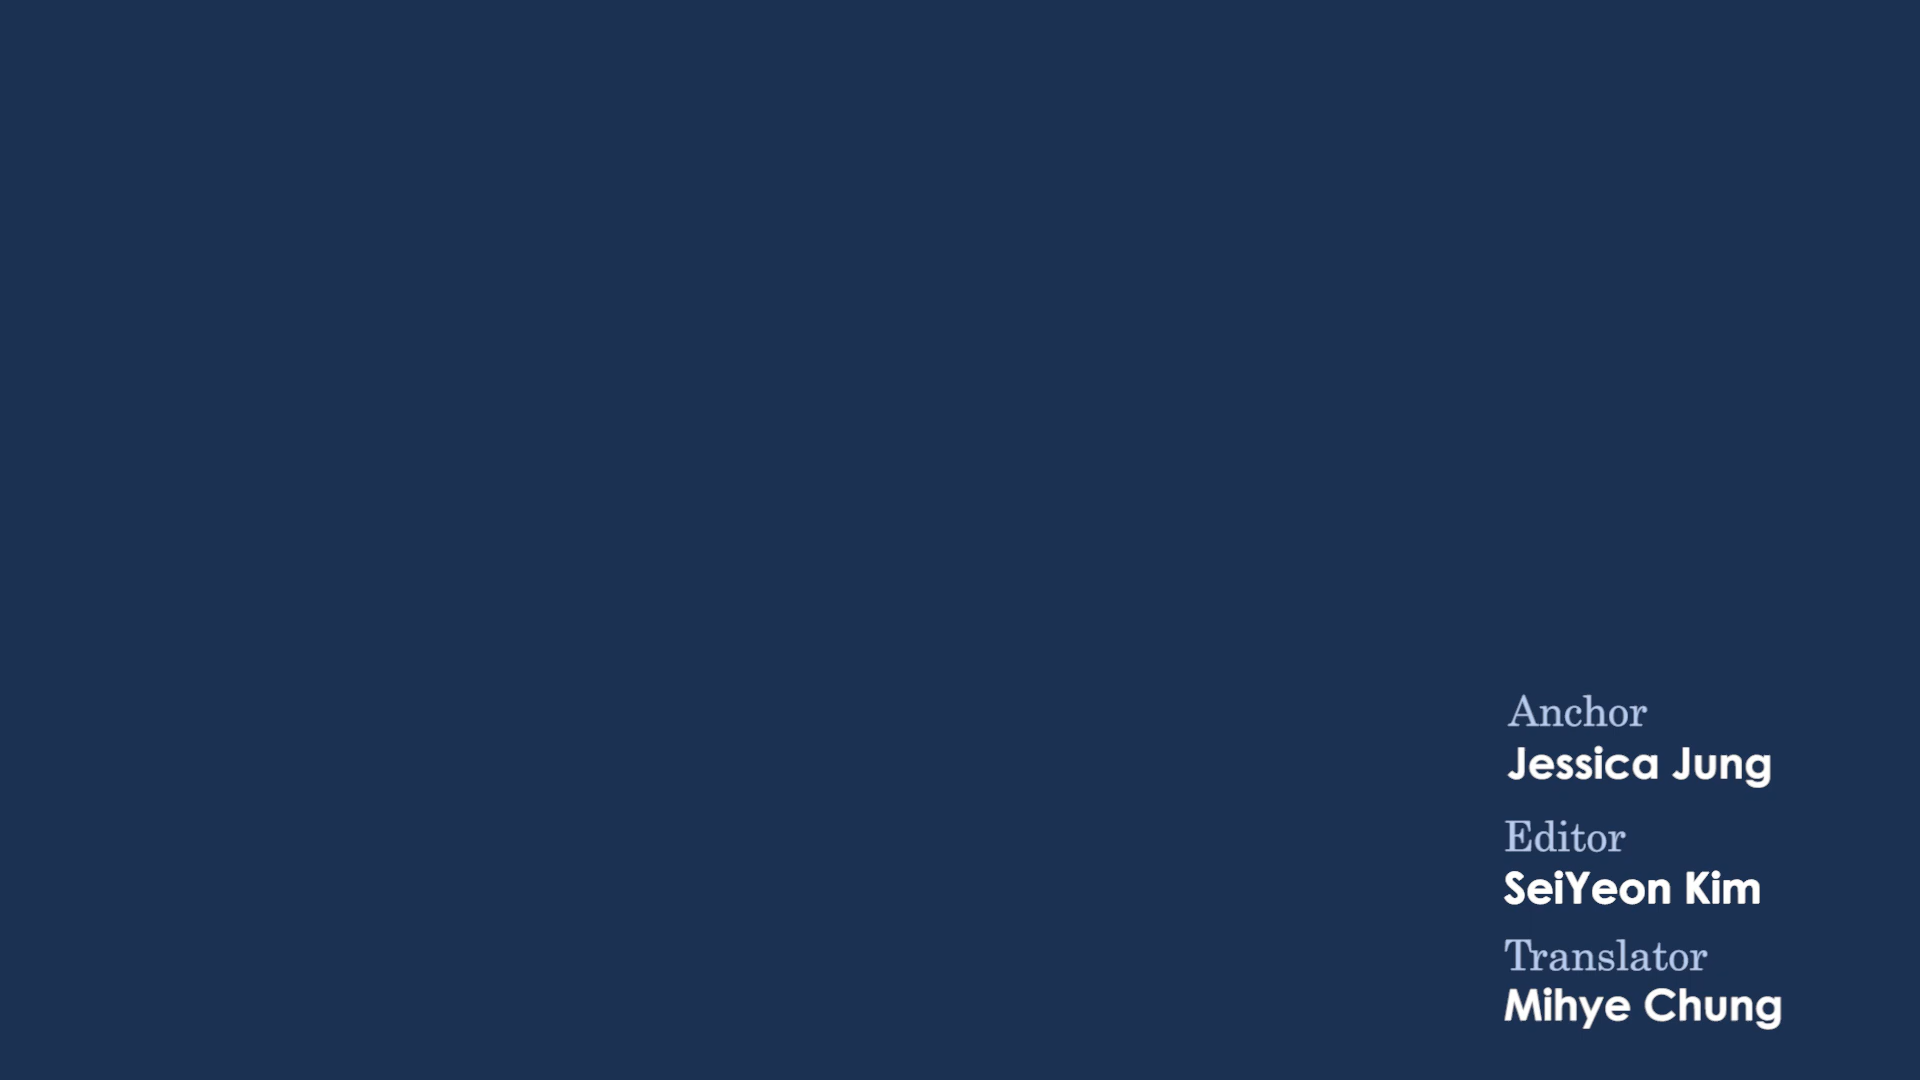 Anchor
Jessica Jung
Editor
SeiYeon Kim
Translator
Mihye Chung